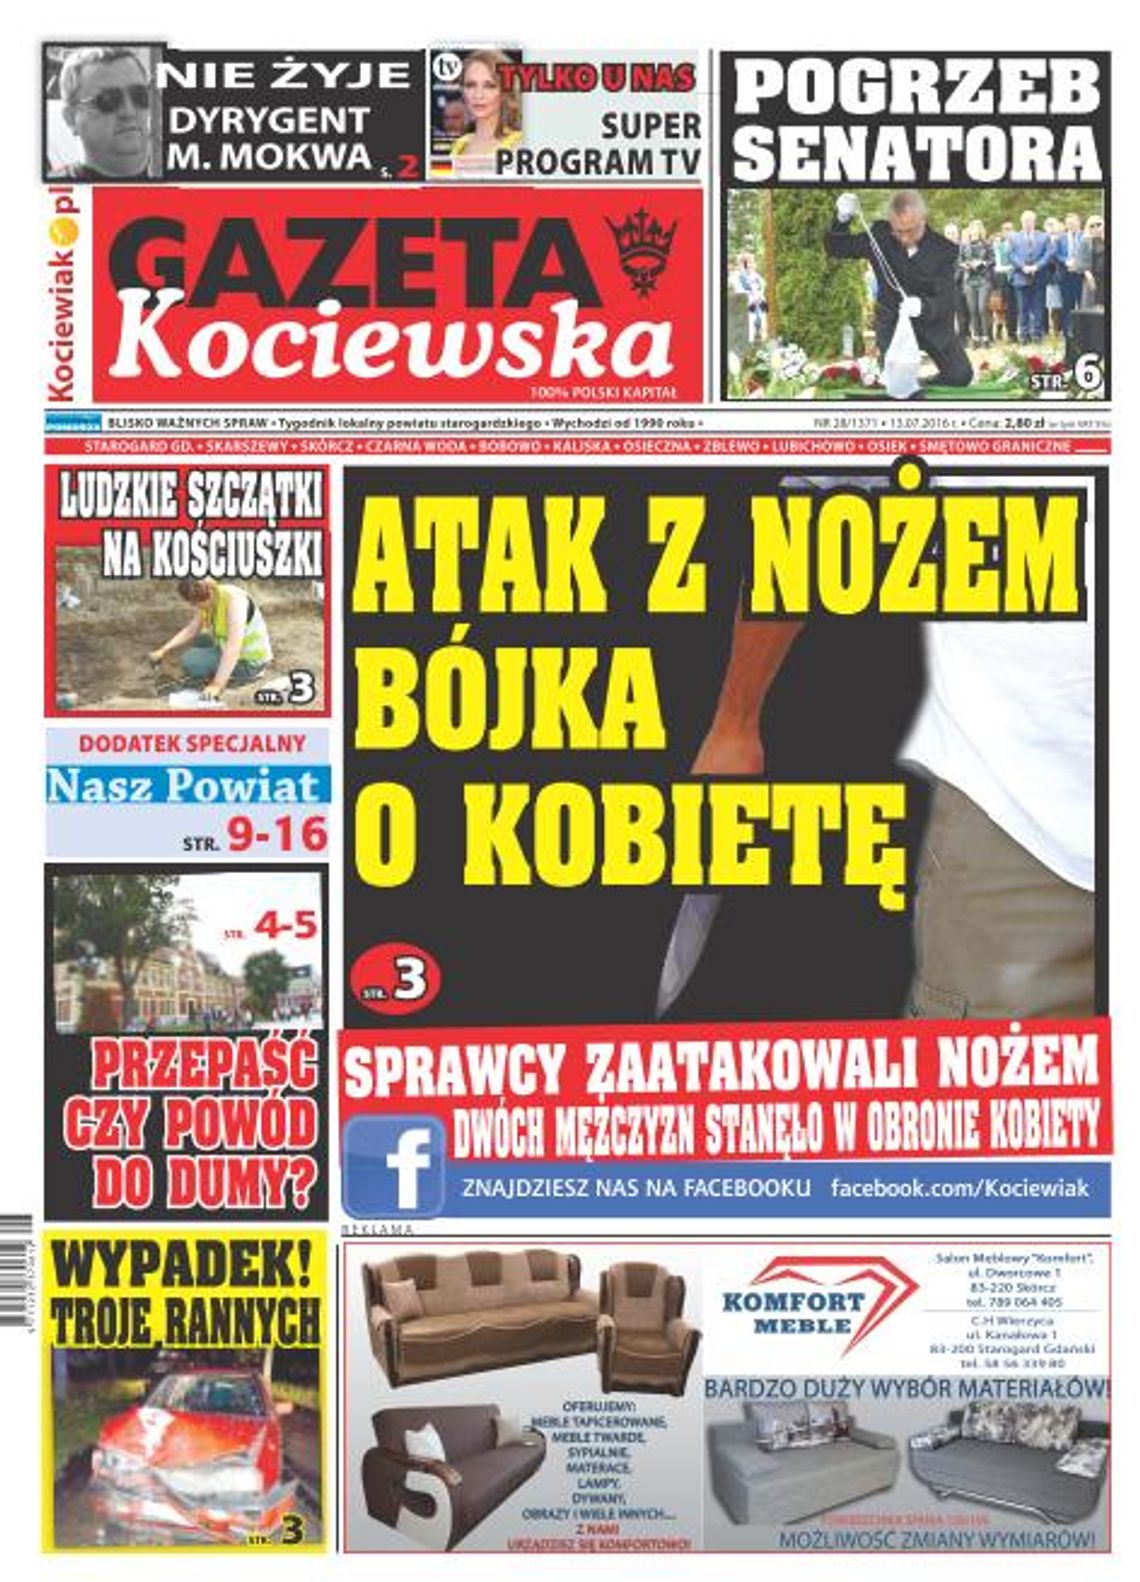 NIE ŻYJE
DYRYGENT
M. MOKWA s. 2
tv
TYLKO U NAS
SUPER
PROGRAM TV
POGRZEB
SENATORA
STR. 6
Kociewiak.pl
GAZETA
Kociewska
100% POLSKI KAPITAŁ
BLISKO WAŻNYCH SPRAW • Tygodnik lokalny powiatu starogardzkiego • Wychodzi od 1990 roku •
NR 28/1371 • 13.07.2016 r. • Cena: 2,80 zł
STAROGARD GD. • SKARSZEWY • SKÓRCZ • CZARNA WODA • BOBOWO • KALISKA • OSIECZNA • ZBLEWO • LUBICHOWO • OSIEK • SMĘTOWO GRANICZNE
LUDZKIE SZCZĄTKI
NA KOŚCIUSZKI
STR. 3
DODATEK SPECJALNY
Nasz Powiat
STR. 9-16
STR. 4-5
PRZEPAŚĆ
CZY POWÓD
DO DUMY?
WYPADEK!
TROJE RANNYCH
STR. 3
ATAK Z NOŻEM
BÓJKA
O KOBIETĘ
STR. 3
SPRAWCY ZAATAKOWALI NOŻEM
DWÓCH MĘŻCZYZN STANĘŁO W OBRONIE KOBIETY
f
ZNAJDZIESZ NAS NA FACEBOOKU facebook.com/Kociewiak
REKLAMA
KOMFORT
MEBLE
Salon Meblowy "Komfort",
ul. Dworcowa 1
83-220 Skórcz
tel. 789 064 405
C.H Wierzyca
ul. Kanałowa 1
83-200 Starogard Gdański
tel. 58 56 339 80
BARDZO DUŻY WYBÓR MATERIAŁÓW!
OFERUJEMY:
MEBLE TAPICEROWANE,
MEBLE TWARDE,
SYPIALNIE,
MATERACE,
LAMPY,
DYWANY,
OBRAZY I WIELE INNYCH....
Z NAMI
URZĄDZISZ SIĘ KOMFORTOWO!
MOŻLIWOŚĆ ZMIANY WYMIARÓW!